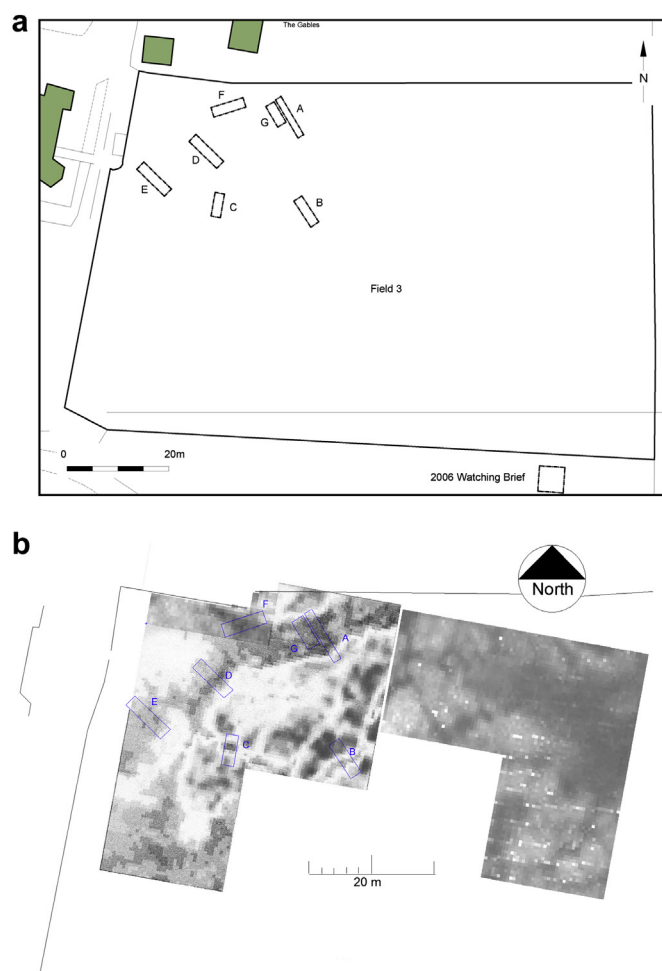 a
The Gables
N
F
A
G
D
E
C
B
Field 3
0 20m
2006 Watching Brief
b
North
F
A
G
D
E
C
B
20 m